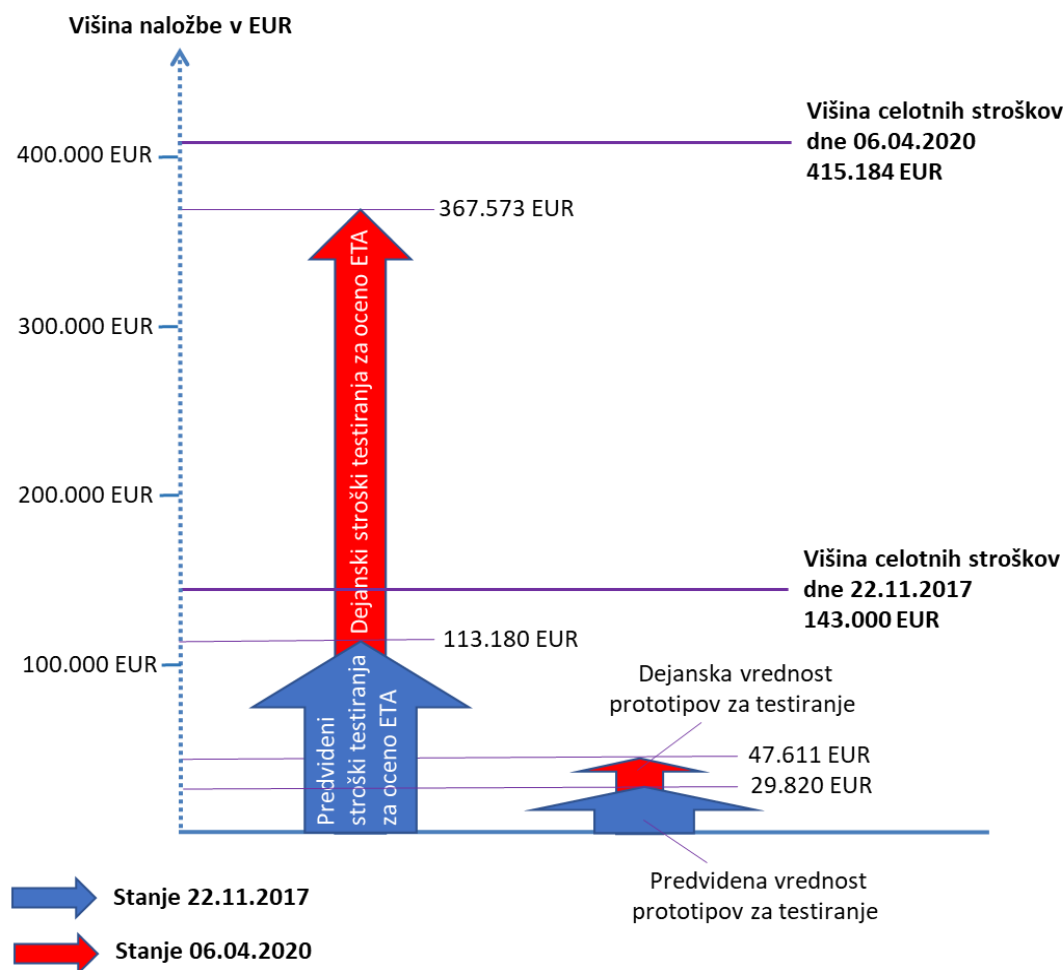 Višina naložbe v EUR
Višina celotnih stroškov
dne 06.04.2020
415.184 EUR
400.000 EUR
367.573 EUR
300.000 EUR
200.000 EUR
100.000 EUR
Dejanski stroški testiranja za oceno ETA
Predvideni
stroški testiranja
za oceno ETA
Višina celotnih stroškov
dne 22.11.2017
143.000 EUR
113.180 EUR
Dejanska vrednost
prototipov za testiranje
47.611 EUR
29.820 EUR
Predvidena vrednost
prototipov za testiranje
Stanje 22.11.2017
Stanje 06.04.2020